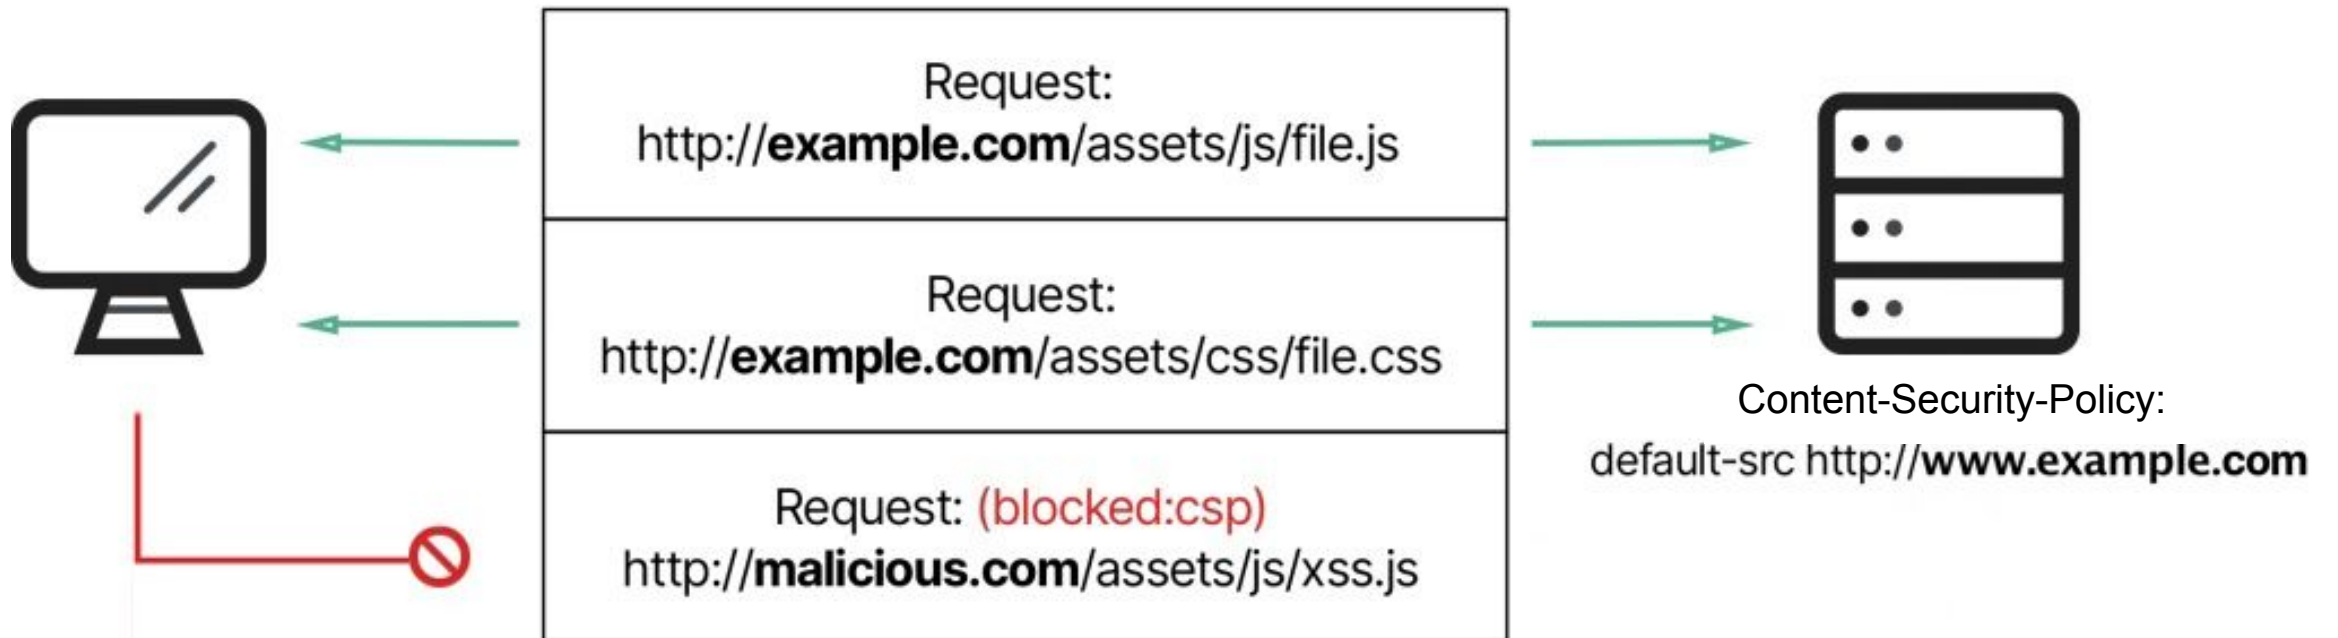 Request:
http://example.com/assets/js/file.js
Request:
http://example.com/assets/css/file.css
Content-Security-Policy:
default-src http://www.example.com
Request: (blocked:csp)
http://malicious.com/assets/js/xss.js